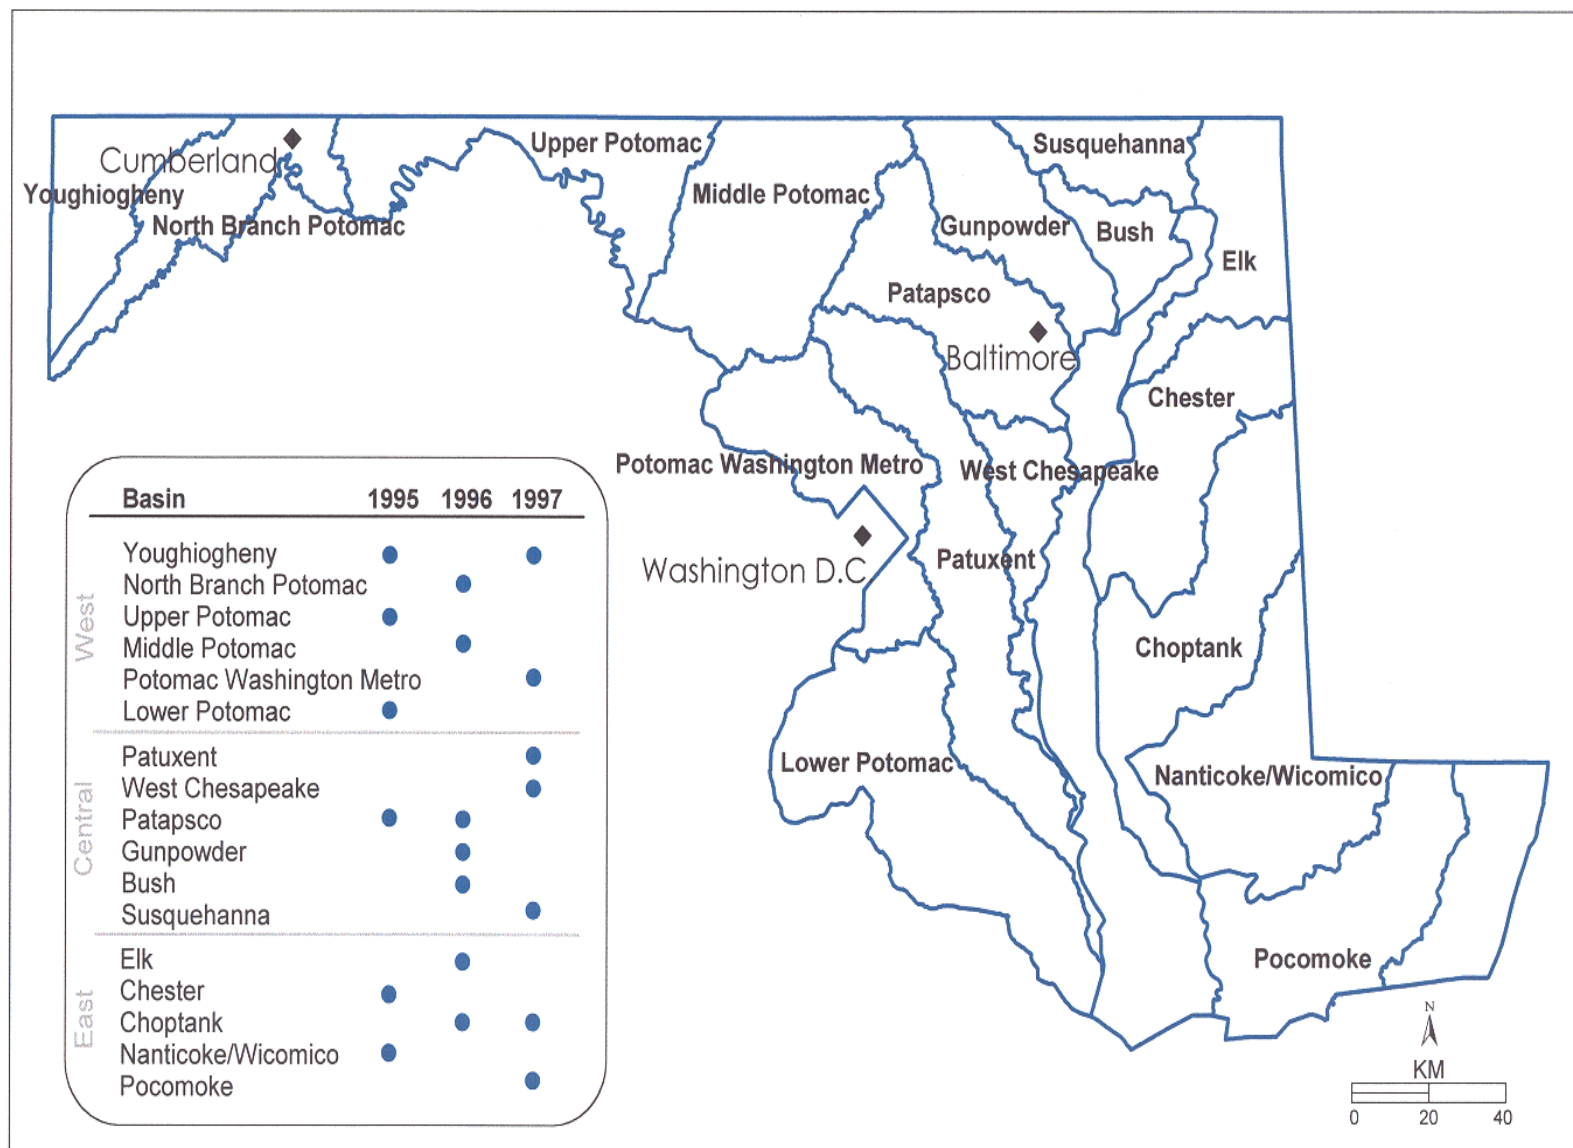 Susquehanna
Upper Potomac
Cumberland
Youghiogheny
Middle Potomac
North Branch Potomac
Gunpowder
Bush
Elk
Patapsco
Baltimore
Chester
Potomac Washington Metro
West Chesapeake
Washington D.C.
Patuxent
Choptank
Lower Potomac
Nanticoke/Wicomico
Pocomoke
Basin 1995 1996 1997
West
Youghiogheny
North Branch Potomac
Upper Potomac
Middle Potomac
Potomac Washington Metro
Lower Potomac
Central
Patuxent
West Chesapeake
Patapsco
Gunpowder
Bush
Susquehanna
East
Elk
Chester
Choptank
Nanticoke/Wicomico
Pocomoke
N
KM
0 20 40